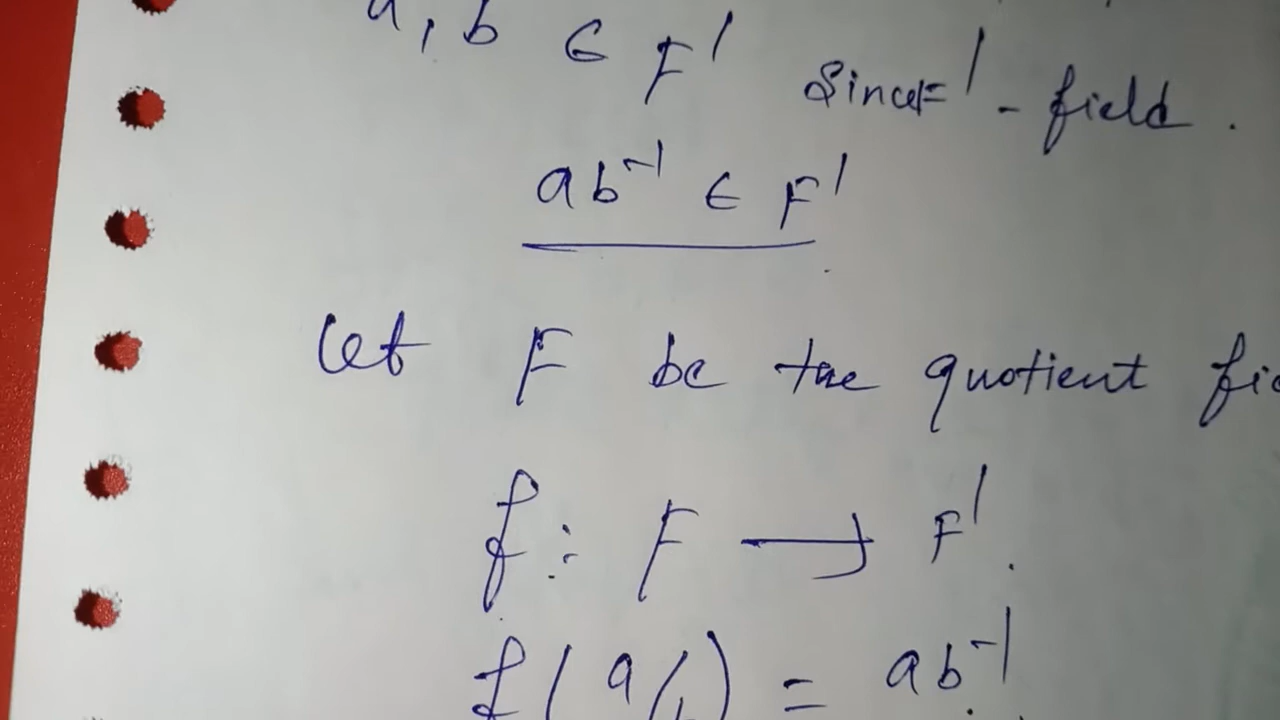 a, b ∈ F' Since F' - field.
ab⁻¹ ∈ F'
Let F be the quotient
f : F → F'.
f(a/b) = ab⁻¹